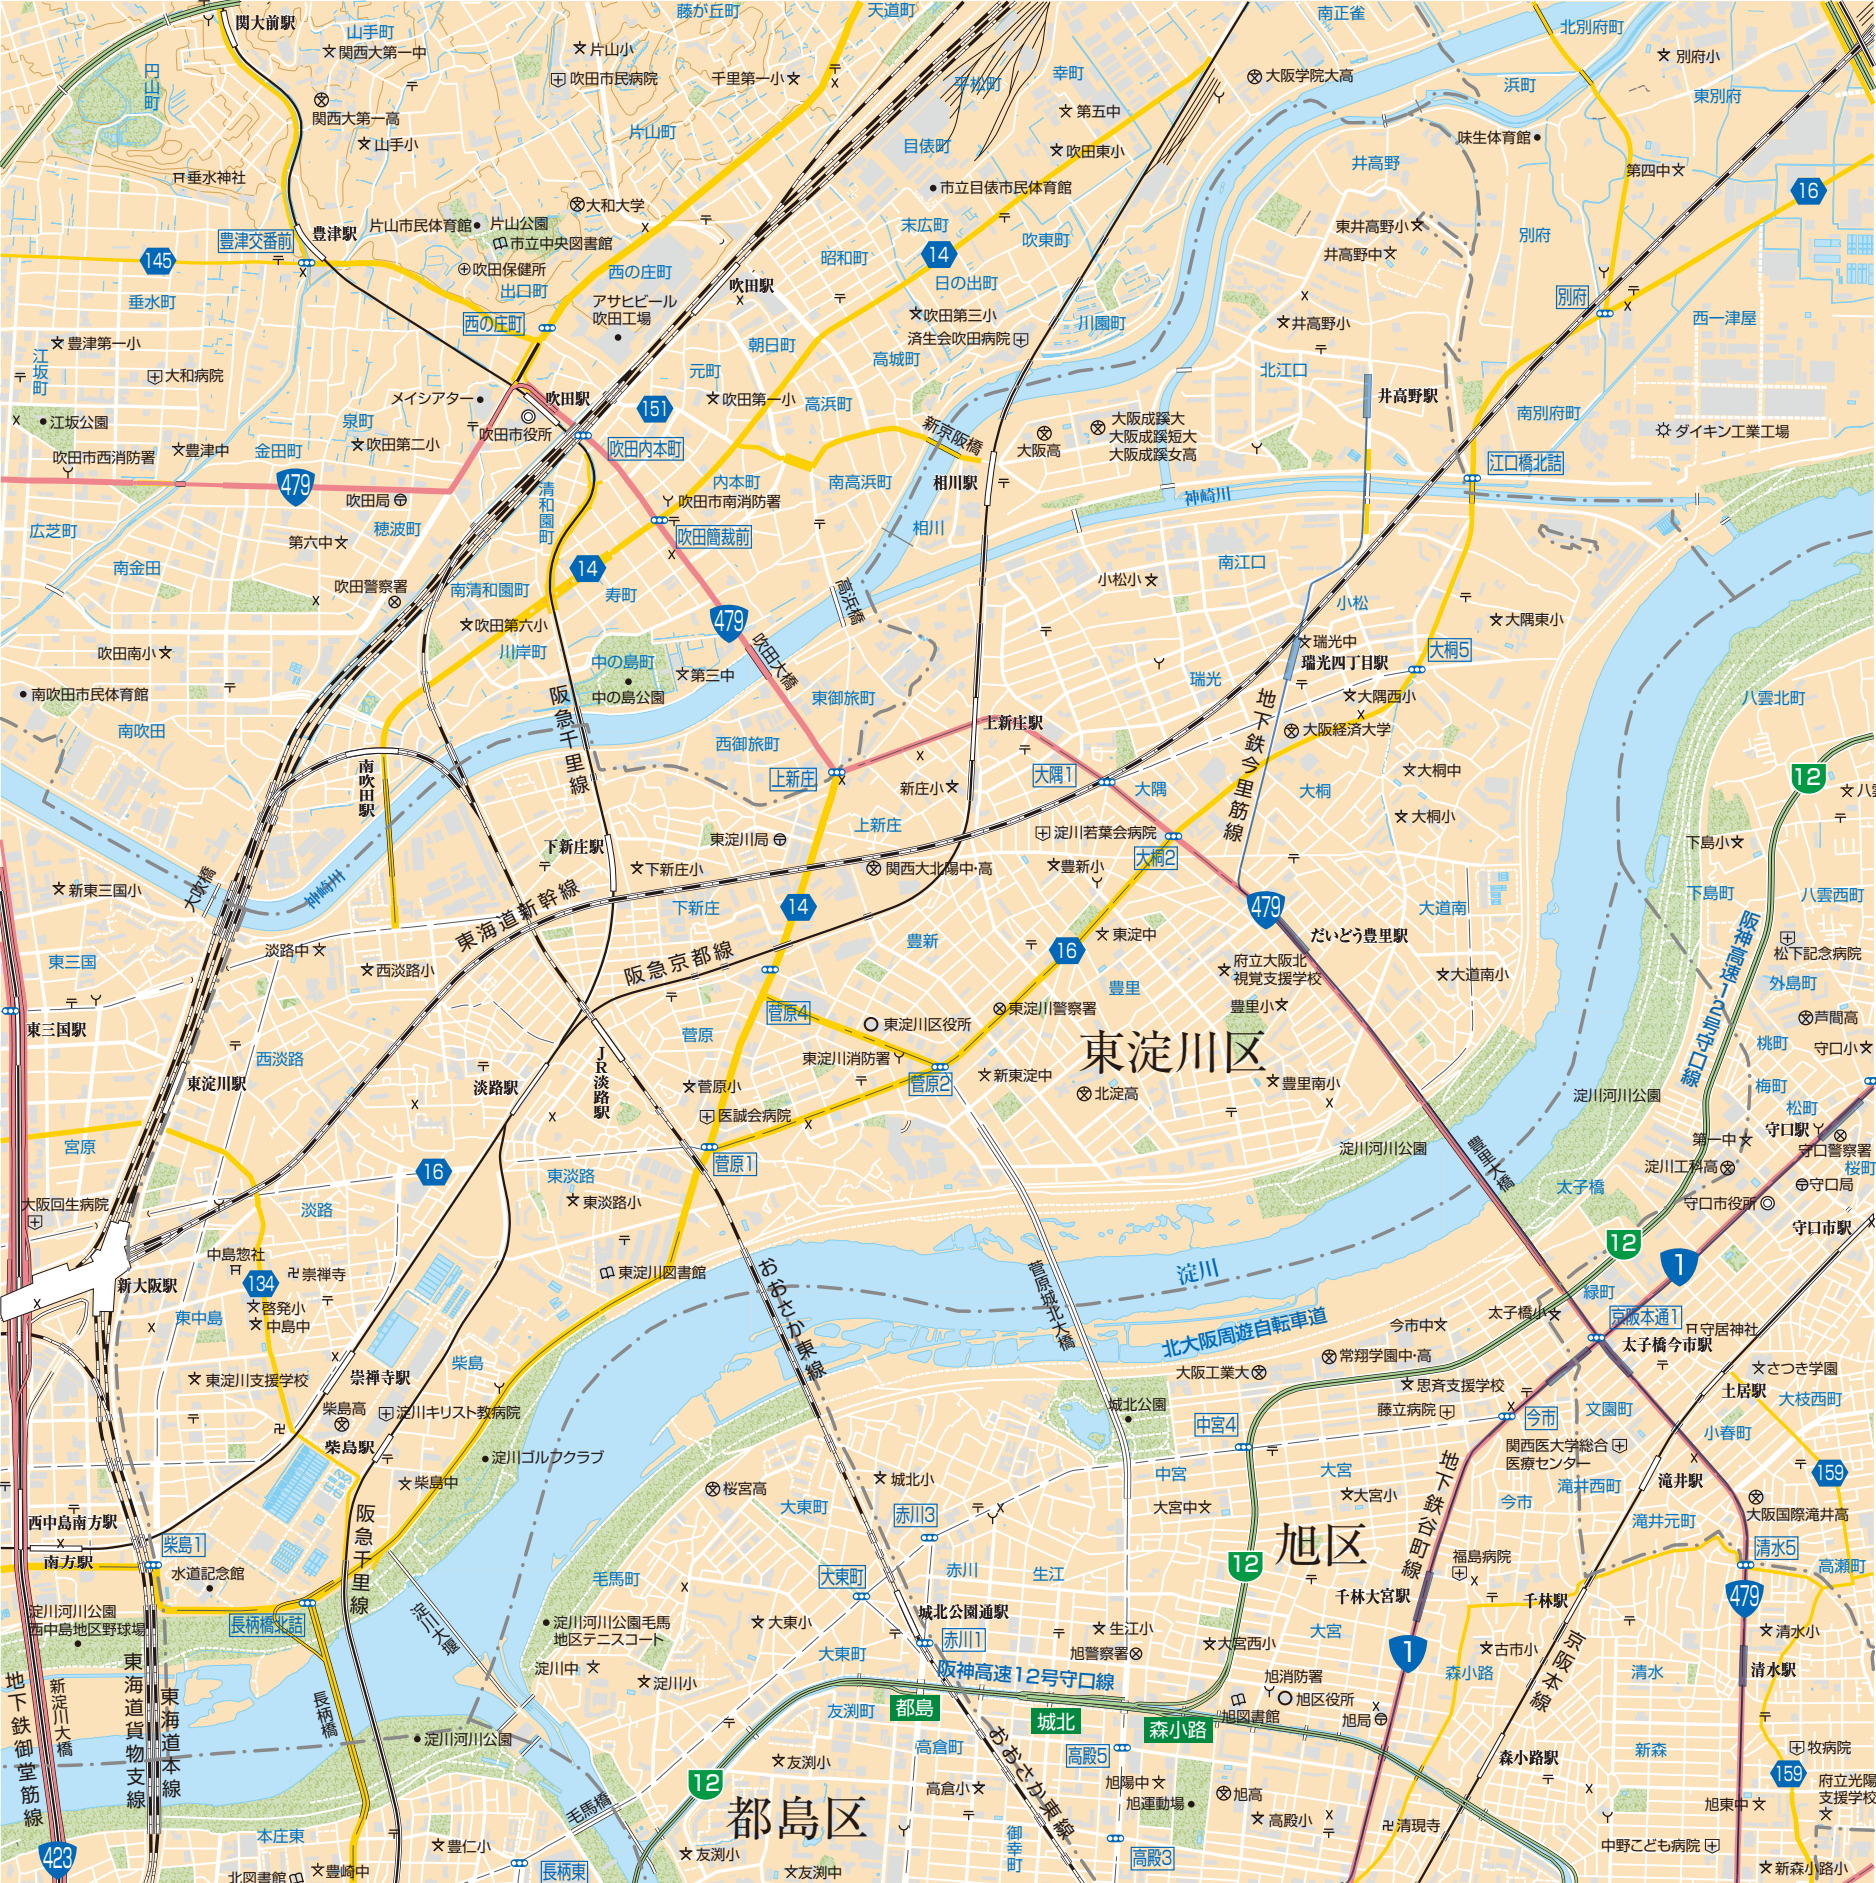 関大前駅
山手町
関西大第一中
藤が丘町
天道町
南正雀
北別府町
別府小
円山町
片山小
吹田市民病院
千里第一小
平松町
幸町
大阪学院大高
浜町
東別府
関西大第一高
第五中
山手小
片山町
目俵町
吹田東小
味生体育館
井高野
第四中
垂水神社
市立目俵市民体育館
16
大和大学
豊津交番前
豊津駅
片山市民体育館
片山公園
市立中央図書館
末広町
吹東町
東井高野小
別府
145
吹田保健所
出口町
西の庄町
昭和町
14
日の出町
井高野中
垂水町
吹田駅
アサヒビール
吹田工場
西の庄町
別府
西一津屋
豊津第一小
江坂町
吹田第三小
済生会吹田病院
川園町
井高野小
朝日町
高城町
元町
北江口
大和病院
メイシアター
吹田駅
151
吹田第一小
高浜町
井高野駅
南別府町
江坂公園
泉町
吹田市役所
吹田内本町
新京阪橋
大阪高
大阪成蹊大
大阪成蹊短大
大阪成蹊女高
ダイキン工業工場
吹田市西消防署
豊津中
金田町
吹田第二小
江口橋北詰
479
吹田局
清和園町
内本町
南高浜町
相川駅
神崎川
吹田市南消防署
広芝町
穂波町
吹田簡裁前
相川
第六中
南金田
14
南江口
吹田警察署
南清和園町
寿町
高浜橋
小松小
小松
479
吹田第六小
吹田大橋
大隅東小
吹田南小
川岸町
中の島町
中の島公園
第三中
瑞光中
瑞光四丁目駅
大桐5
瑞光
南吹田市民体育館
阪急千里線
東御旅町
大隅西小
八雲北町
南吹田
西御旅町
上新庄駅
地下鉄今里筋線
大阪経済大学
南吹田駅
上新庄
大隅1
新庄小
大隅
大桐
大桐中
12
大桐小
下新庄駅
東淀川局
上新庄
淀川若葉会病院
大桐2
下島小
下新庄小
関西大北陽中・高
豊新小
新東三国小
大吹橋
神崎川
東海道新幹線
下新庄
14
479
大道南
下島町
八雲西町
だいどう豊里駅
阪神高速12号守口線
淡路中
阪急京都線
豊新
16
東淀中
松下記念病院
東三国
西淡路小
府立大阪北
視覚支援学校
大道南小
外島町
豊里
東三国駅
菅原4
東淀川区役所
東淀川警察署
豊里小
芦間高
桃町
守口小
西淡路
菅原
東淀川消防署
東淀川区
東淀川駅
淡路駅
JR淡路駅
菅原小
菅原2
新東淀中
北淀高
豊里南小
淀川河川公園
梅町
松町
医誠会病院
守口駅
宮原
守口警察署
第一中
淀川河川公園
豊里大橋
菅原1
淀川工科高
桜町
16
東淡路
太子橋
守口局
大阪回生病院
淡路
東淡路小
守口市役所
守口市駅
中島惣社
崇禅寺
東淀川図書館
おおさか東線
菅原城北大橋
淀川
12
1
新大阪駅
134
啓発小
東中島
中島中
緑町
太子橋小
京阪本通1
北大阪周遊自転車道
今市中
守居神社
太子橋今市駅
東淀川支援学校
崇禅寺駅
柴島
大阪工業大
常翔学園中・高
さつき学園
柴島高
淀川キリスト教病院
城北公園
思斉支援学校
土居駅
大枝西町
藤立病院
中宮4
今市
文園町
小春町
柴島駅
淀川ゴルフクラブ
関西医大学総合
医療センター
柴島中
桜宮高
城北小
中宮
大宮
地下鉄谷町線
滝井西町
滝井駅
159
西中島南方駅
大東町
赤川3
大宮中
大宮小
今市
大阪国際滝井高
滝井元町
柴島1
旭区
清水5
南方駅
水道記念館
阪急千里線
毛馬町
大東町
赤川
生江
12
福島病院
高瀬町
千林大宮駅
千林駅
479
淀川河川公園
西中島地区野球場
長柄橋北詰
淀川大堰
淀川河川公園毛馬
地区テニスコート
大東小
城北公園通駅
赤川1
生江小
旭警察署
大宮西小
大宮
1
古市小
清水小
淀川中
大東町
淀川小
阪神高速12号守口線
旭消防署
森小路
京阪本線
清水
清水駅
地下鉄御堂筋線
新淀川大橋
東海道貨物支線
東海道本線
長柄橋
都島
城北
森小路
旭図書館
旭区役所
旭局
友渕町
淀川河川公園
高倉町
高殿5
おおさか東線
森小路駅
新森
牧病院
12
友渕小
高倉小
旭陽中
旭運動場
旭高
159
府立光陽
支援学校
毛馬橋
都島区
高殿小
清現寺
旭東中
本庄東
豊仁小
御幸町
423
高殿3
中野こども病院
北図書館
豊崎中
長柄東
友渕小
友渕中
新森小路小